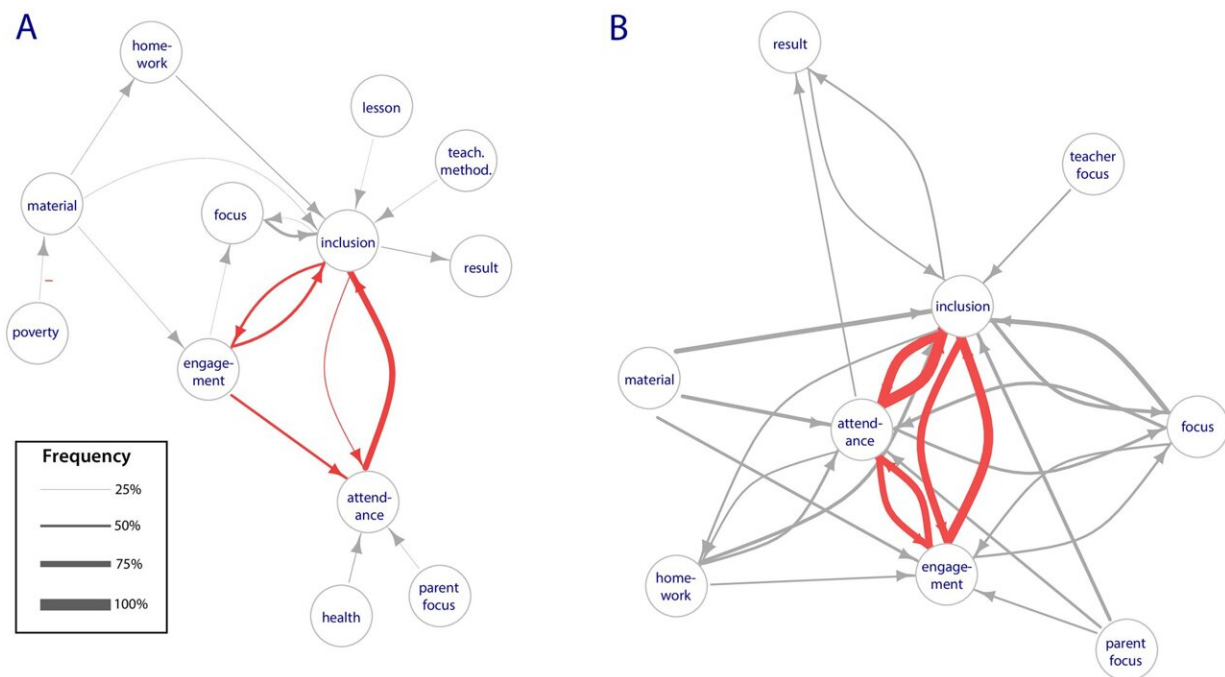 A
home-
work
lesson
teach.
method.
material
focus
inclusion
result
poverty
–
engage-
ment
Frequency
25%
50%
75%
100%
attend-
ance
health
parent
focus
B
result
teacher
focus
inclusion
material
attend-
ance
focus
home-
work
engage-
ment
parent
focus